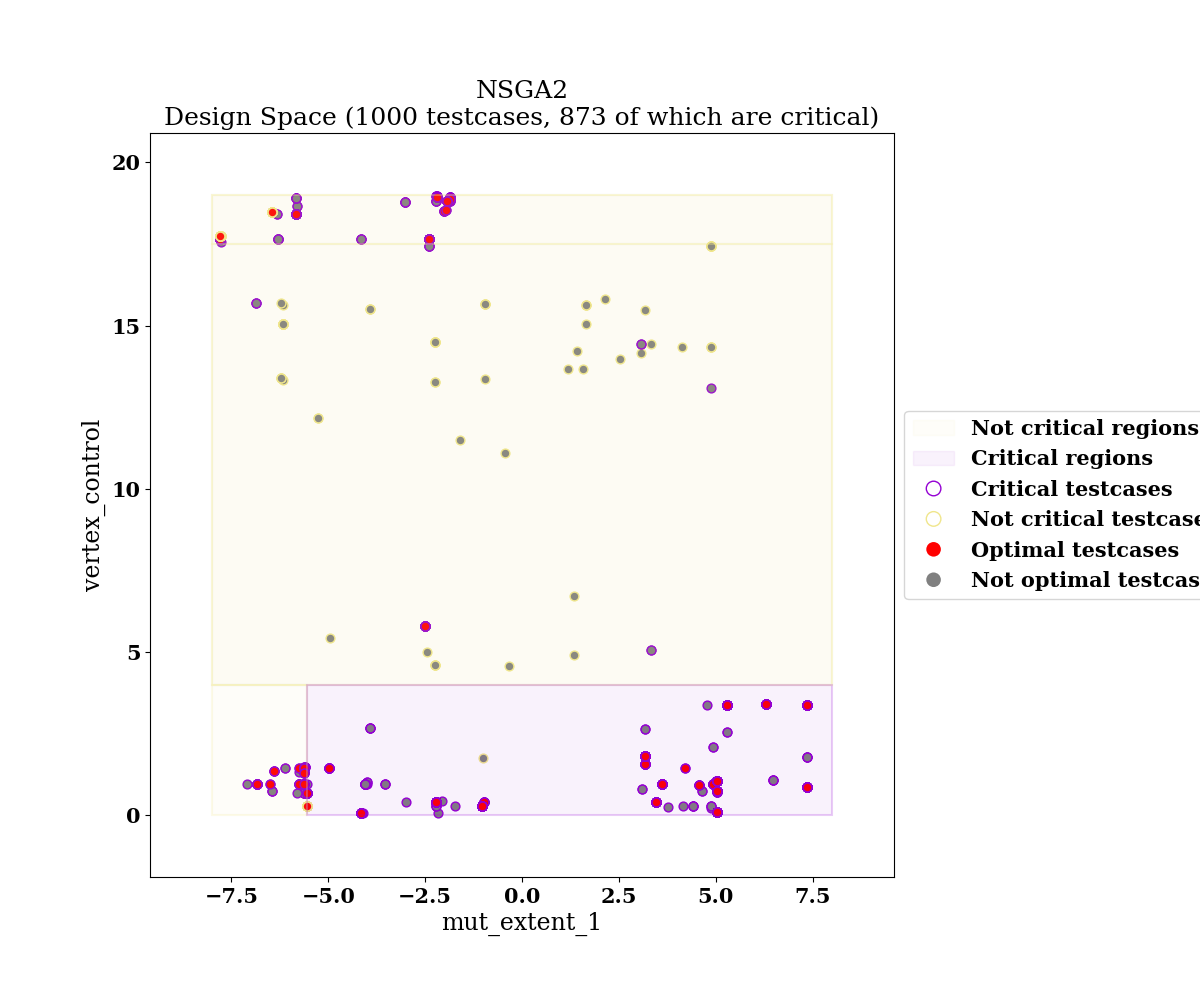 NSGA2
Design Space (1000 testcases, 873 of which are critical)
20
15
10
5
0
vertex_control
−7.5 −5.0 −2.5 0.0 2.5 5.0 7.5
mut_extent_1
Not critical regions
Critical regions
Critical testcases
Not critical testcase
Optimal testcases
Not optimal testcas